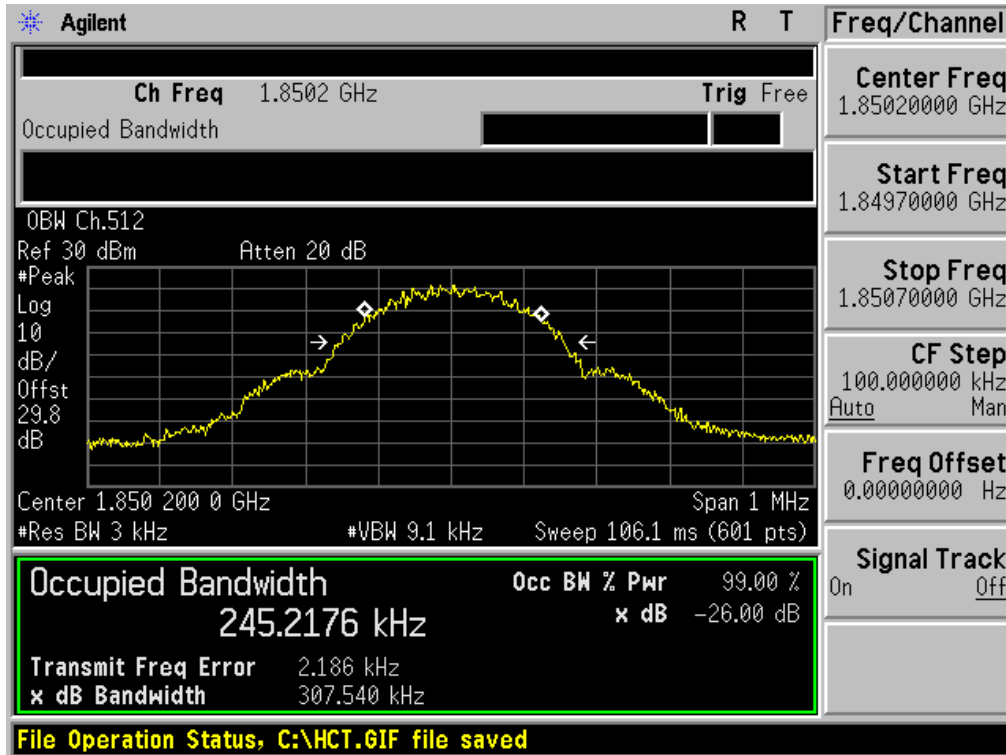 Agilent R T
Ch Freq 1.8502 GHz Trig Free
Occupied Bandwidth
OBW Ch.512
Ref 30 dBm Atten 20 dB
#Peak
Log
10
dB/
Offst
29.8
dB
Center 1.850 200 0 GHz Span 1 MHz
#Res BW 3 kHz #VBW 9.1 kHz Sweep 106.1 ms (601 pts)
Occupied Bandwidth
245.2176 kHz
Occ BW % Pwr 99.00 %
x dB -26.00 dB
Transmit Freq Error 2.186 kHz
x dB Bandwidth 307.540 kHz
File Operation Status, C:\HCT.GIF file saved
Freq/Channel
Center Freq
1.85020000 GHz
Start Freq
1.84970000 GHz
Stop Freq
1.85070000 GHz
CF Step
100.000000 kHz
Auto Man
Freq Offset
0.00000000 Hz
Signal Track
On Off